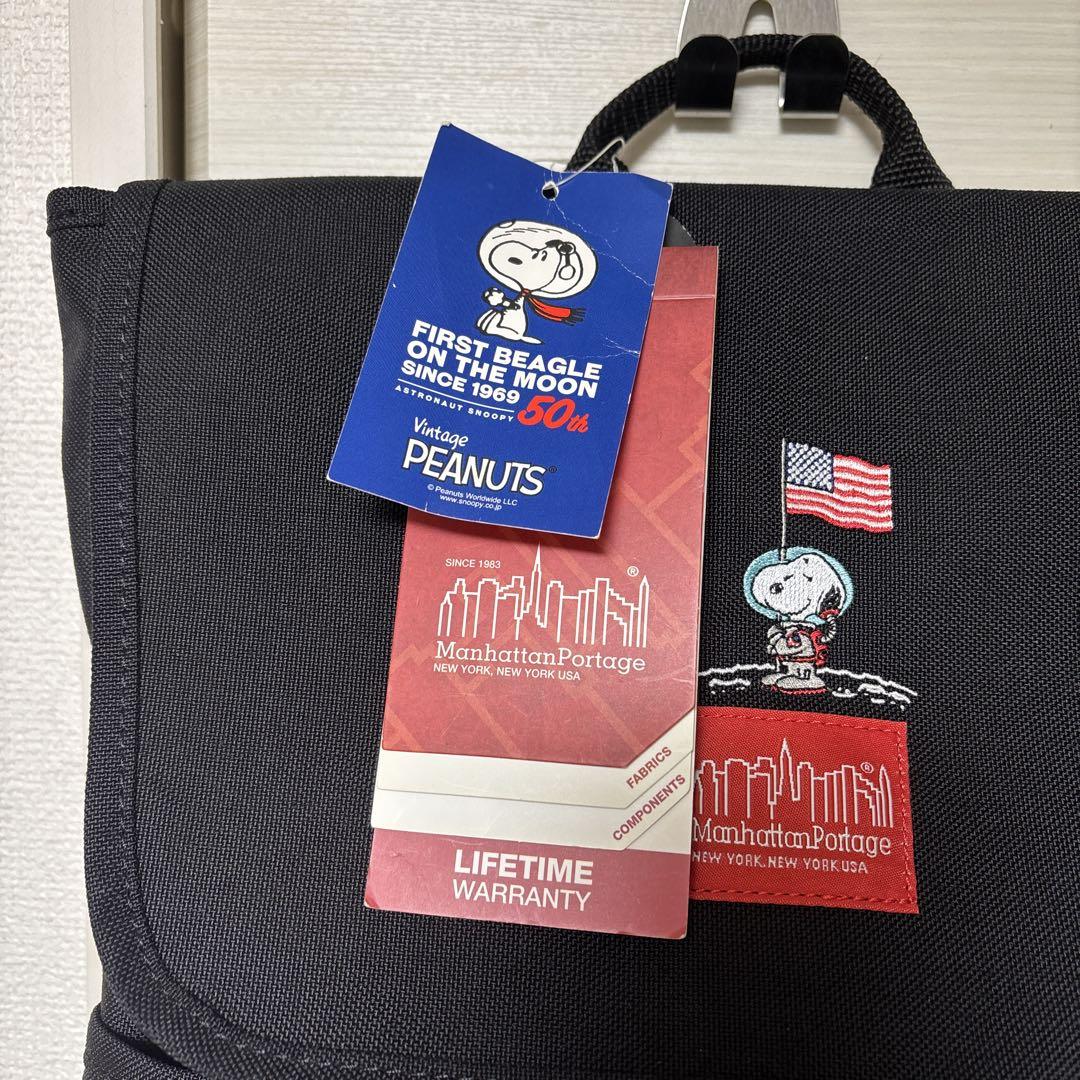 FIRST BEAGLE
ON THE MOON
SINCE 1969
ASTRONAUT SNOOPY 50th
Vintage
PEANUTS®
© Peanuts Worldwide LLC
www.snoopy.co.jp
SINCE 1983
®
ManhattanPortage
NEW YORK, NEW YORK USA
FABRICS
COMPONENTS
LIFETIME
WARRANTY
®
ManhattanPortage
NEW YORK, NEW YORK USA